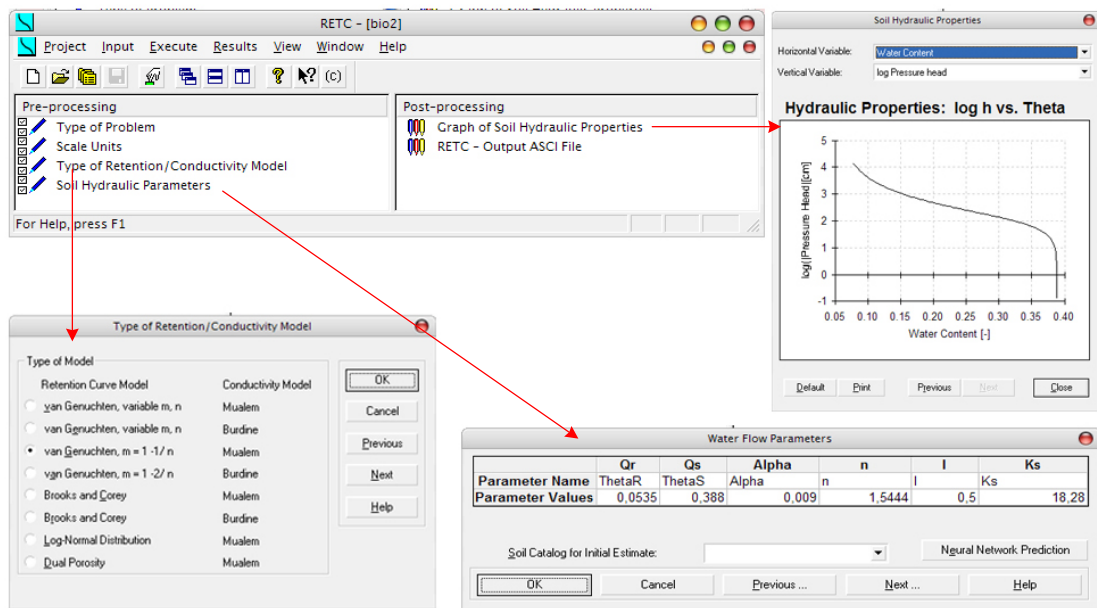 RETC - [bio2]
Project Input Execute Results View Window Help
Pre-processing
Type of Problem
Scale Units
Type of Retention/Conductivity Model
Soil Hydraulic Parameters
Post-processing
Graph of Soil Hydraulic Properties
RETC - Output ASCI File
For Help, press F1
Soil Hydraulic Properties
Horizontal Variable: Water Content
Vertical Variable: log Pressure head
Hydraulic Properties: log h vs. Theta
log(|Pressure Head|[cm]
5
4
3
2
1
0
-1
0.05 0.10 0.15 0.20 0.25 0.30 0.35 0.40
Water Content [-]
Default Print Previous Next Close
Type of Retention/Conductivity Model
Type of Model
Retention Curve Model Conductivity Model
van Genuchten, variable m, n Mualem
van Genuchten, variable m, n Burdine
van Genuchten, m = 1 -1/ n Mualem
van Genuchten, m = 1 -2/ n Burdine
Brooks and Corey Mualem
Brooks and Corey Burdine
Log-Normal Distribution Mualem
Dual Porosity Mualem
OK
Cancel
Previous
Next
Help
Water Flow Parameters
Qr Qs Alpha n l Ks
Parameter Name ThetaR ThetaS Alpha n l Ks
Parameter Values 0,0535 0,388 0,009 1,5444 0,5 18,28
Soil Catalog for Initial Estimate: Neural Network Prediction
OK Cancel Previous ... Next ... Help